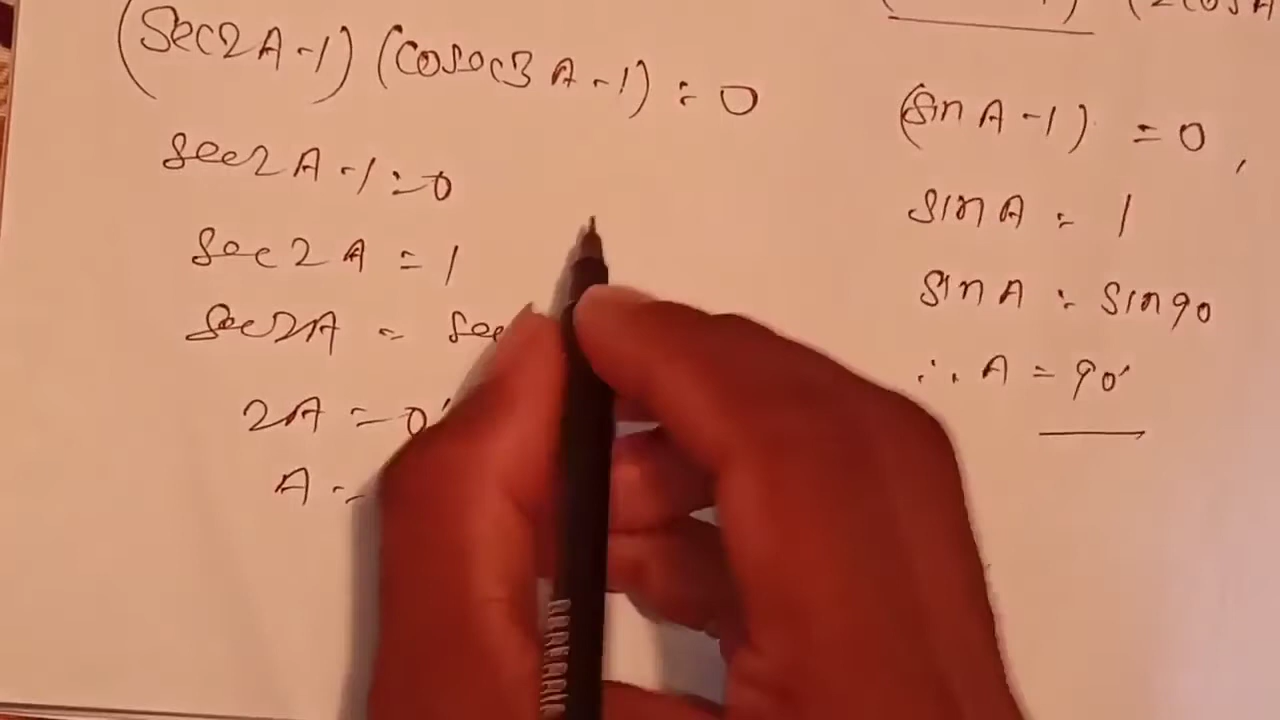 (Sec2A-1) (Cosec3A-1) = 0
Sec2A-1 = 0
Sec2A = 1
Sec2A = Sec
2A = 0°
A =
(2cosA
(SinA-1) = 0,
SinA = 1
SinA = Sin90
∴ A = 90°